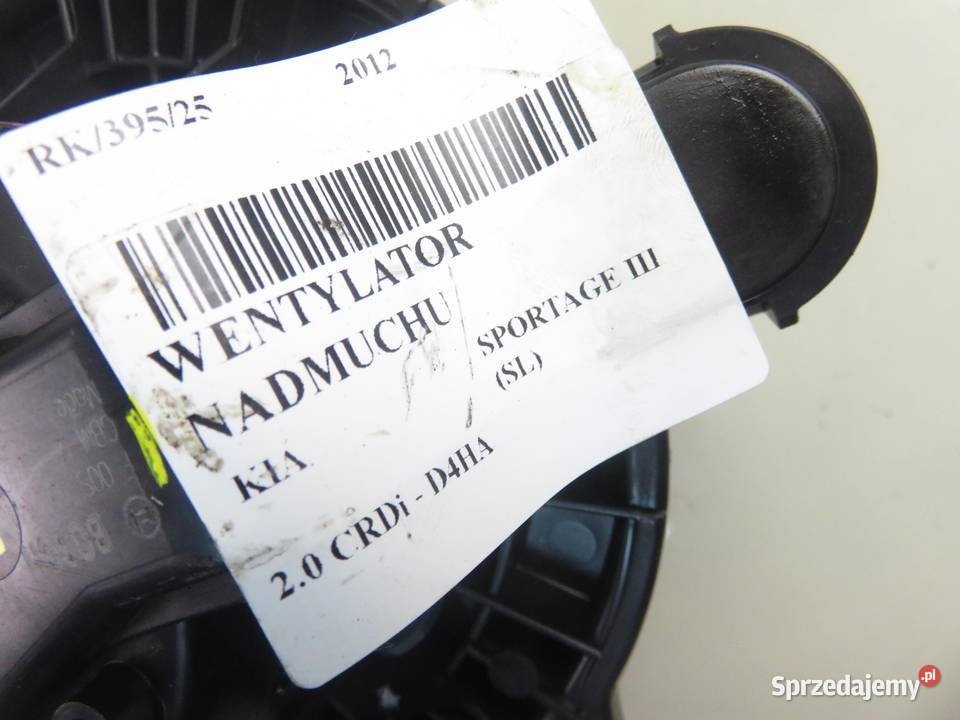 RK/395/25
2012
WENTYLATOR
NADMUCHU
KIA
SPORTAGE III
(SL)
2.0 CRDi - D4HA
Sprzedajemy.pl